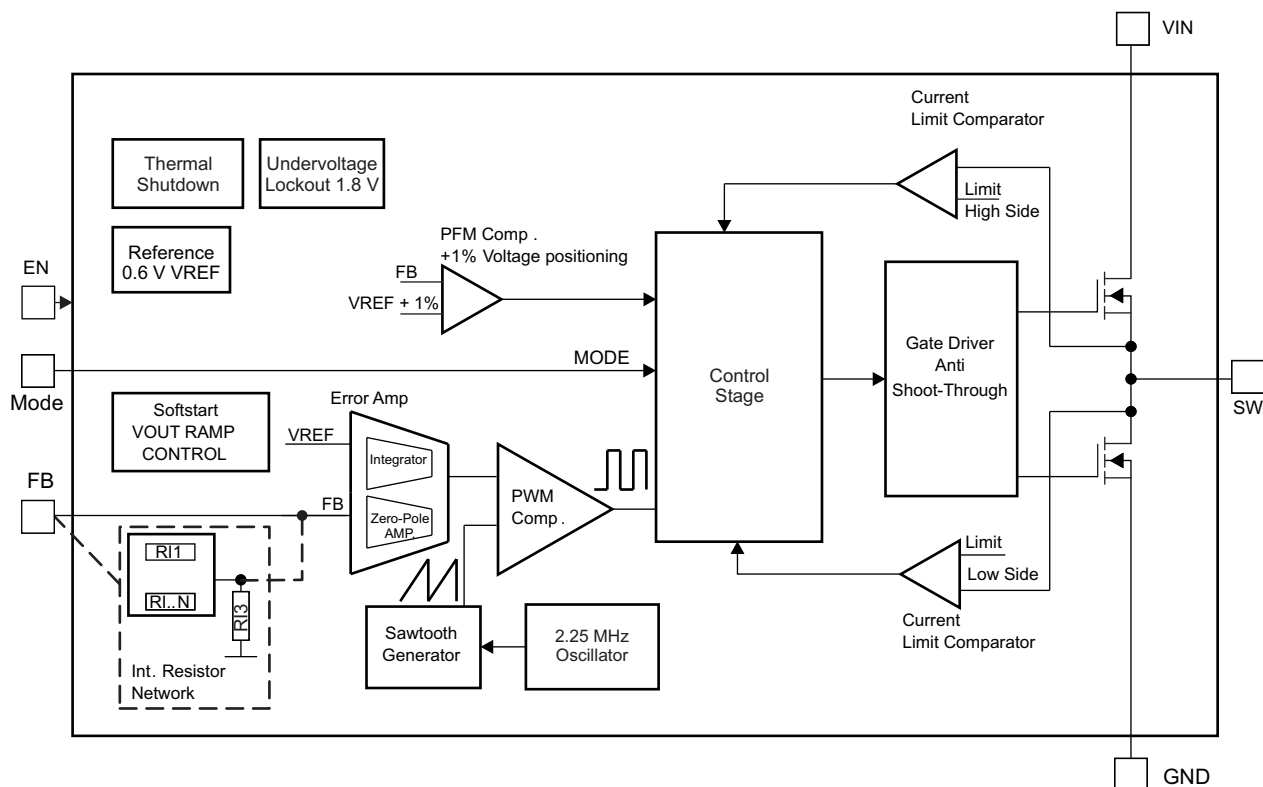 VIN
Current
Limit Comparator
Thermal
Shutdown
Undervoltage
Lockout 1.8 V
Limit
High Side
Reference
0.6 V VREF
PFM Comp .
+1% Voltage positioning
FB
VREF + 1%
EN
MODE
Mode
Control
Stage
Gate Driver
Anti
Shoot-Through
SW
Softstart
VOUT RAMP
CONTROL
Error Amp
VREF
Integrator
FB
FB
Zero-Pole
AMP.
PWM
Comp .
RI1
RI..N
RI3
Int. Resistor
Network
Sawtooth
Generator
2.25 MHz
Oscillator
Limit
Low Side
Current
Limit Comparator
GND